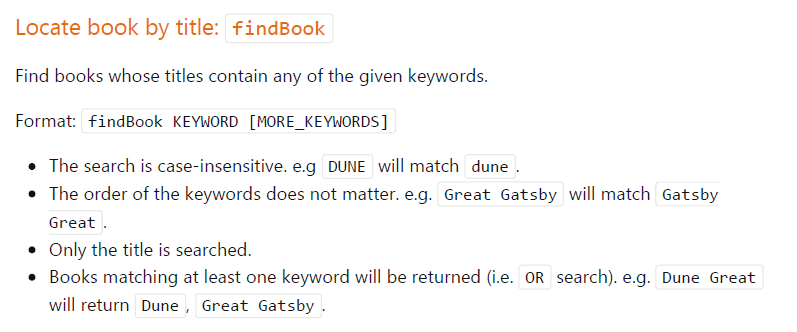 Locate book by title: findBook
Find books whose titles contain any of the given keywords.
Format: findBook KEYWORD [MORE_KEYWORDS]
The search is case-insensitive. e.g DUNE will match dune.
The order of the keywords does not matter. e.g. Great Gatsby will match Gatsby
Great.
Only the title is searched.
Books matching at least one keyword will be returned (i.e. OR search). e.g. Dune Great
will return Dune, Great Gatsby.